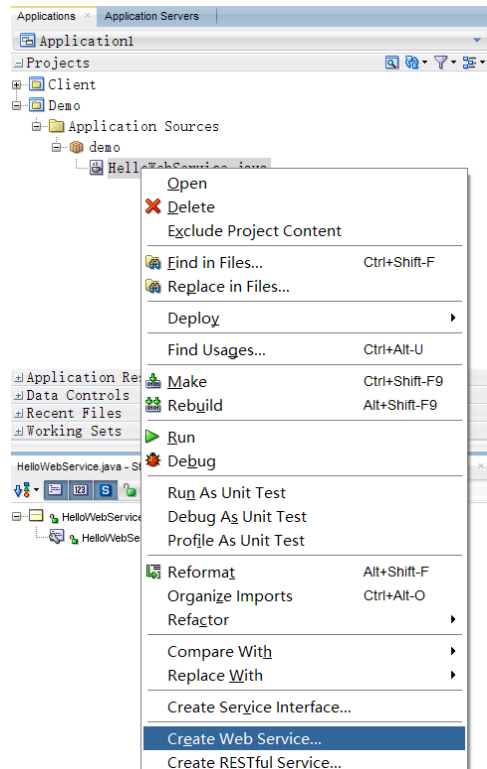 Applications
Application Servers
Application1
Projects
Client
Demo
Application Sources
demo
HelloWebService.java
Open
Delete
Exclude Project Content
Find in Files... Ctrl+Shift-F
Replace in Files...
Deploy
Find Usages... Ctrl+Alt-U
Application Re
Data Controls
Recent Files
Working Sets
Make Ctrl+Shift-F9
Rebuild Alt+Shift-F9
Run
Debug
HelloWebService.java - St
HelloWebService
HelloWebSe
Run As Unit Test
Debug As Unit Test
Profile As Unit Test
Reformat Alt+Shift-F
Organize Imports Ctrl+Alt-O
Refactor
Compare With
Replace With
Create Service Interface...
Create Web Service...
Create RESTful Service...